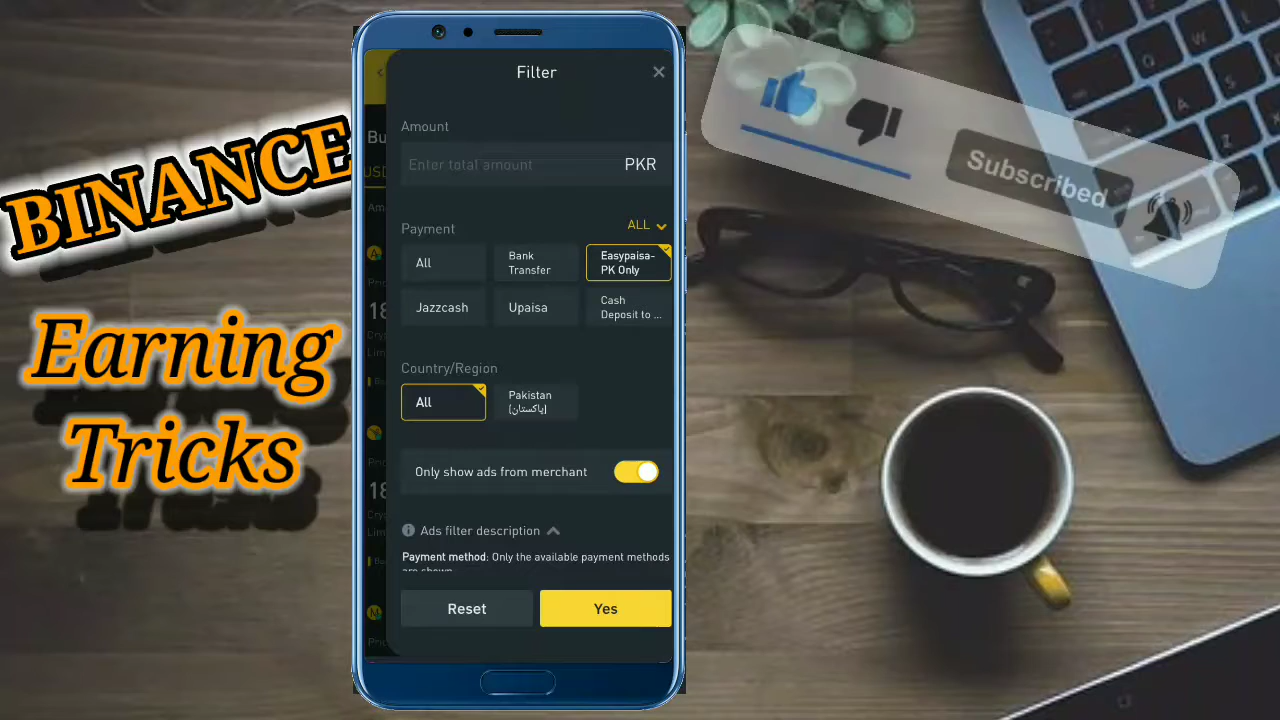 BINANCE
Earning
Tricks
Filter
Amount
Enter total amount
PKR
Payment
ALL
All
Bank
Transfer
Easypaisa-
PK Only
Jazzcash
Upaisa
Cash
Deposit to ...
Country/Region
All
Pakistan
(پاکستان)
Only show ads from merchant
Ads filter description
Payment method: Only the available payment methods
are shown
Reset
Yes
Subscribed